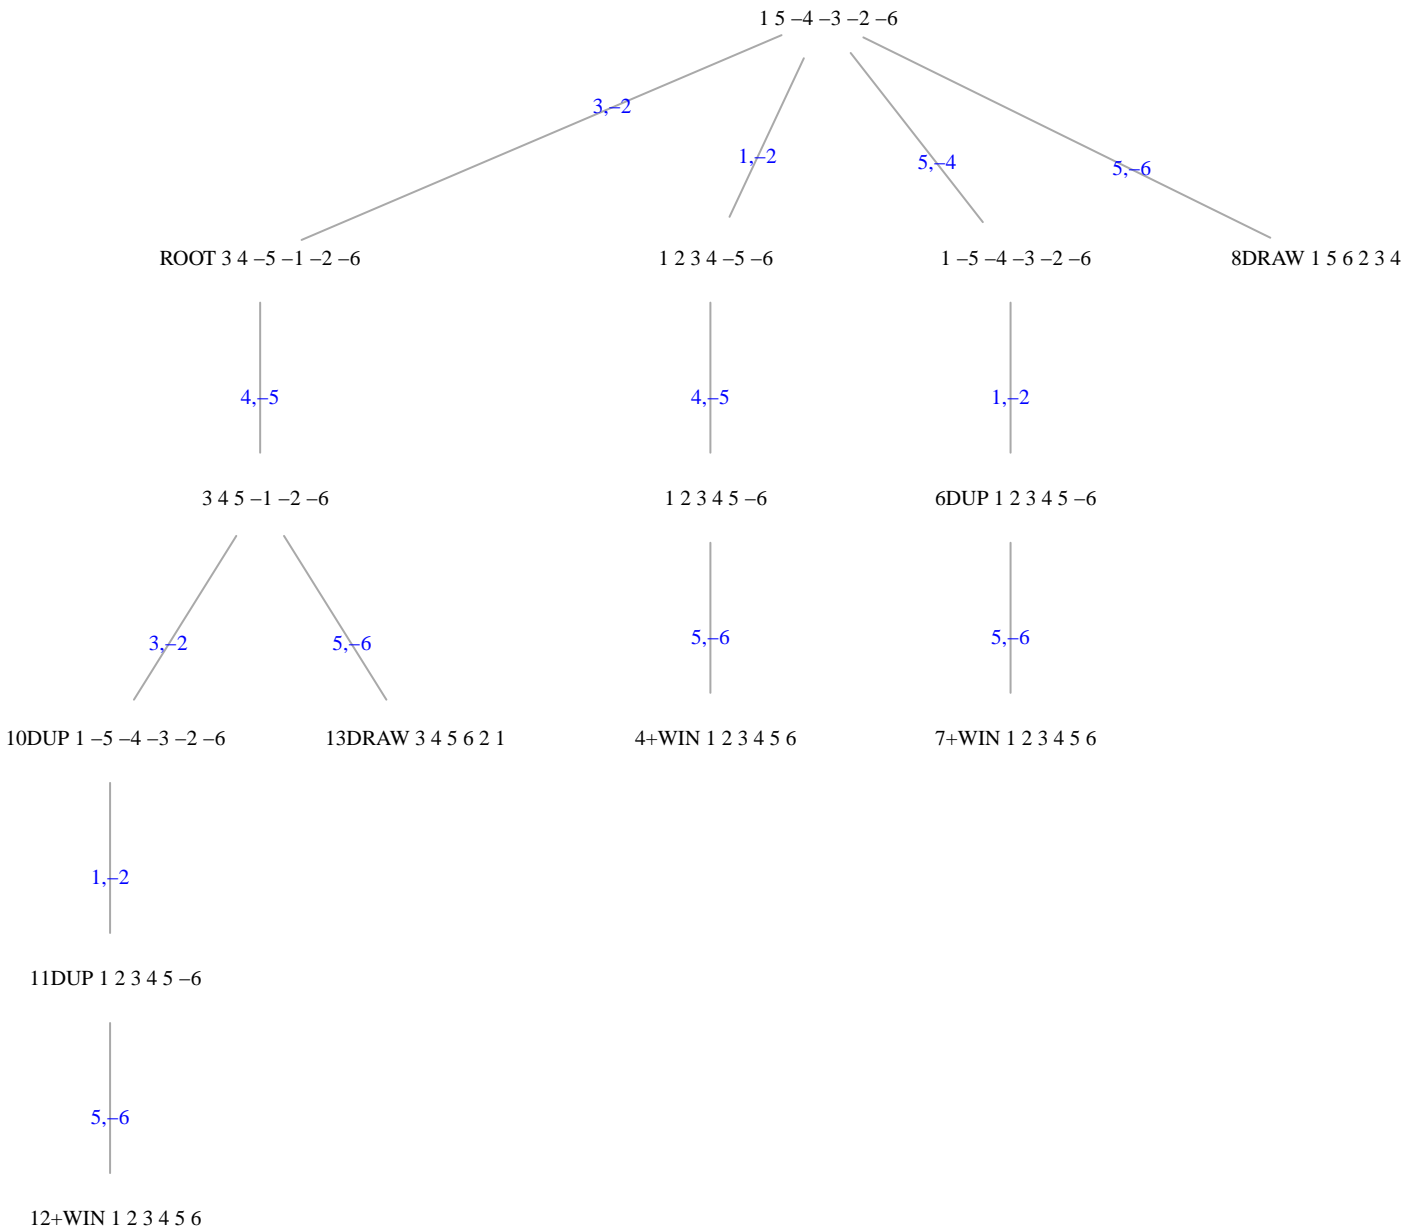 1 5 –4 –3 –2 –6
3,–2
1,–2
5,–4
5,–6
ROOT 3 4 –5 –1 –2 –6
1 2 3 4 –5 –6
1 –5 –4 –3 –2 –6
8DRAW 1 5 6 2 3 4
4,–5
4,–5
1,–2
3 4 5 –1 –2 –6
1 2 3 4 5 –6
6DUP 1 2 3 4 5 –6
3,–2
5,–6
5,–6
5,–6
10DUP 1 –5 –4 –3 –2 –6
13DRAW 3 4 5 6 2 1
4+WIN 1 2 3 4 5 6
7+WIN 1 2 3 4 5 6
1,–2
11DUP 1 2 3 4 5 –6
5,–6
12+WIN 1 2 3 4 5 6